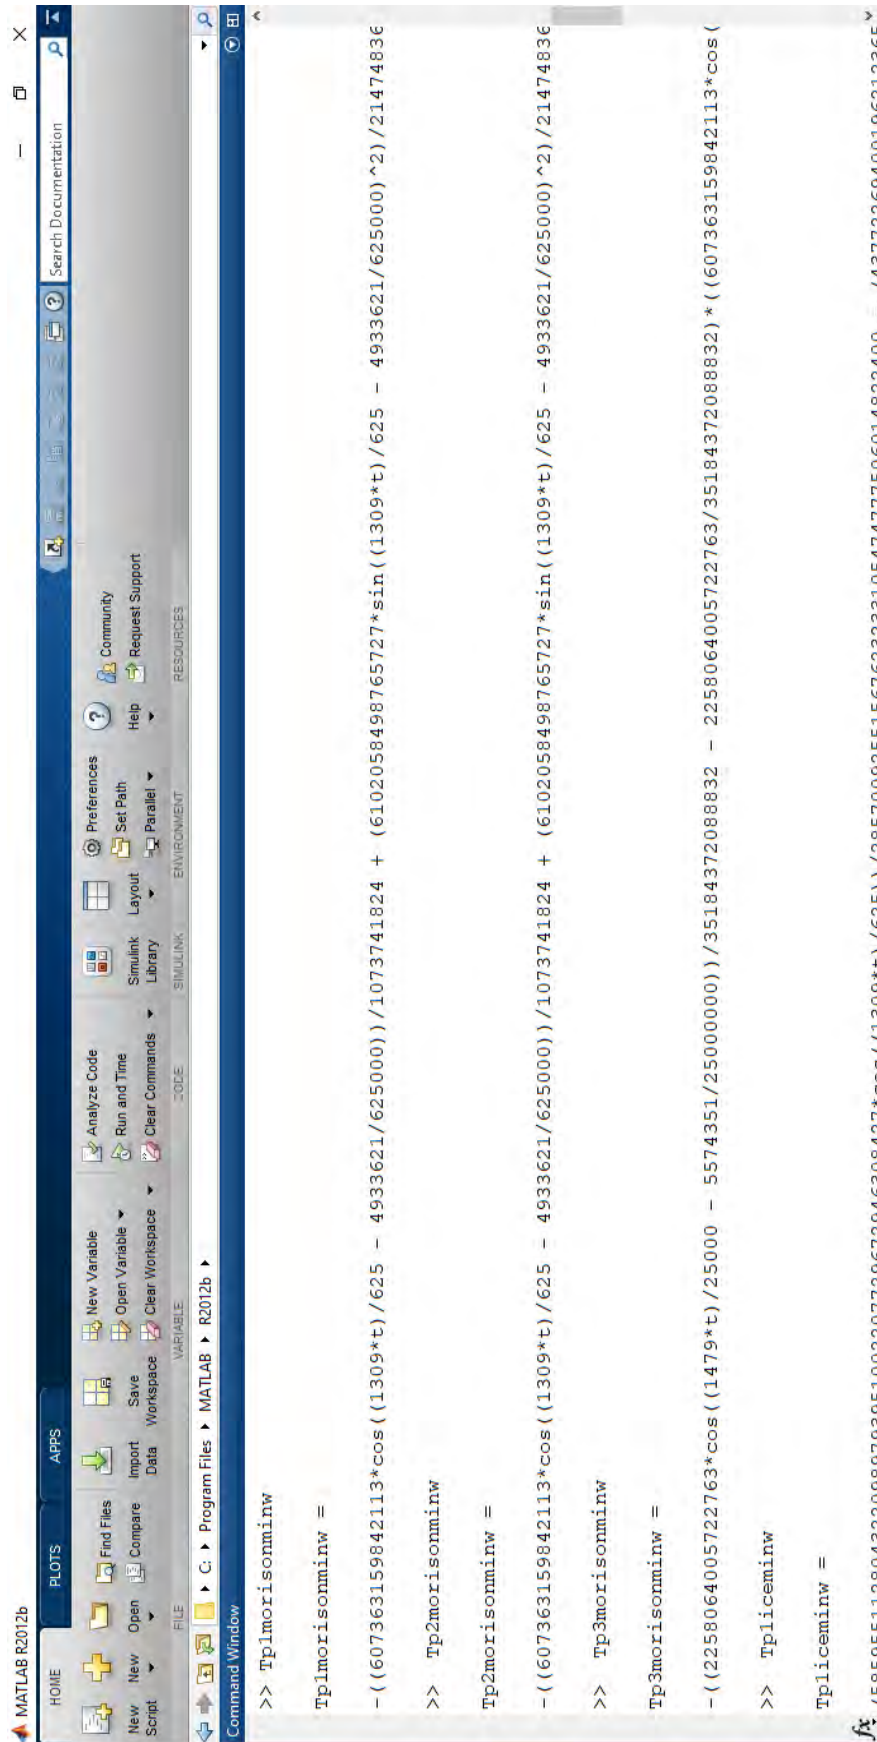 MATLAB R2012b
HOME PLOTS APPS
Search Documentation
New Script
New
Open
Find Files
Compare
Import Data
Save Workspace
New Variable
Open Variable
Clear Workspace
Analyze Code
Run and Time
Clear Commands
Simulink Library
Layout
Preferences
Set Path
Parallel
Help
Community
Request Support
FILE VARIABLE CODE SIMULINK ENVIRONMENT RESOURCES
C: Program Files MATLAB R2012b
Command Window
>> Tp1morisonminw
Tp1morisonminw =
-((607363159842113*cos((1309*t)/625 - 4933621/625000))/1073741824 + (6102058498765727*sin((1309*t)/625 - 4933621/625000)^2)/21474836
>> Tp2morisonminw
Tp2morisonminw =
-((607363159842113*cos((1309*t)/625 - 4933621/625000))/1073741824 + (6102058498765727*sin((1309*t)/625 - 4933621/625000)^2)/21474836
>> Tp3morisonminw
Tp3morisonminw =
-((2258064005722763*cos((1479*t)/25000 - 5574351/25000000))/35184372088832 - 2258064005722763/35184372088832)*((607363159842113*cos(
>> Tp1iceminw
Tp1iceminw =
fx